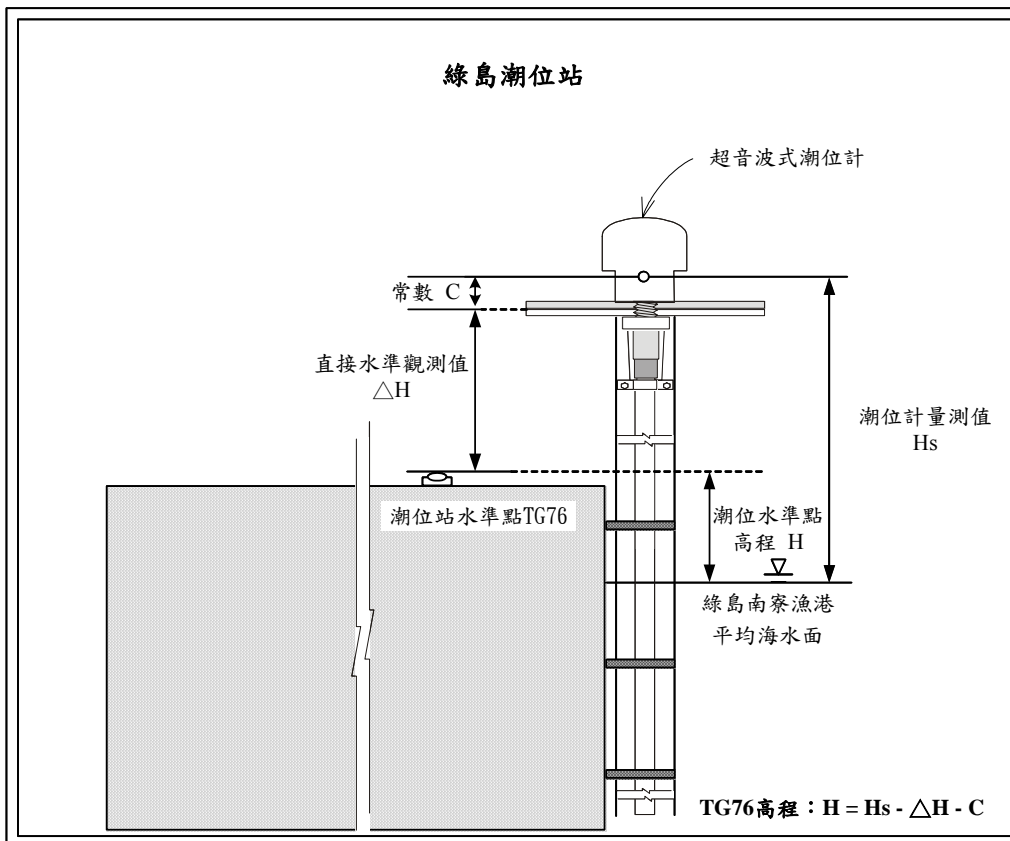 綠島潮位站
超音波式潮位計
常數 C
直接水準觀測值
△H
潮位計量測值
Hs
潮位站水準點TG76
潮位水準點
高程 H
綠島南寮漁港
平均海水面
TG76高程：H = Hs - △H - C